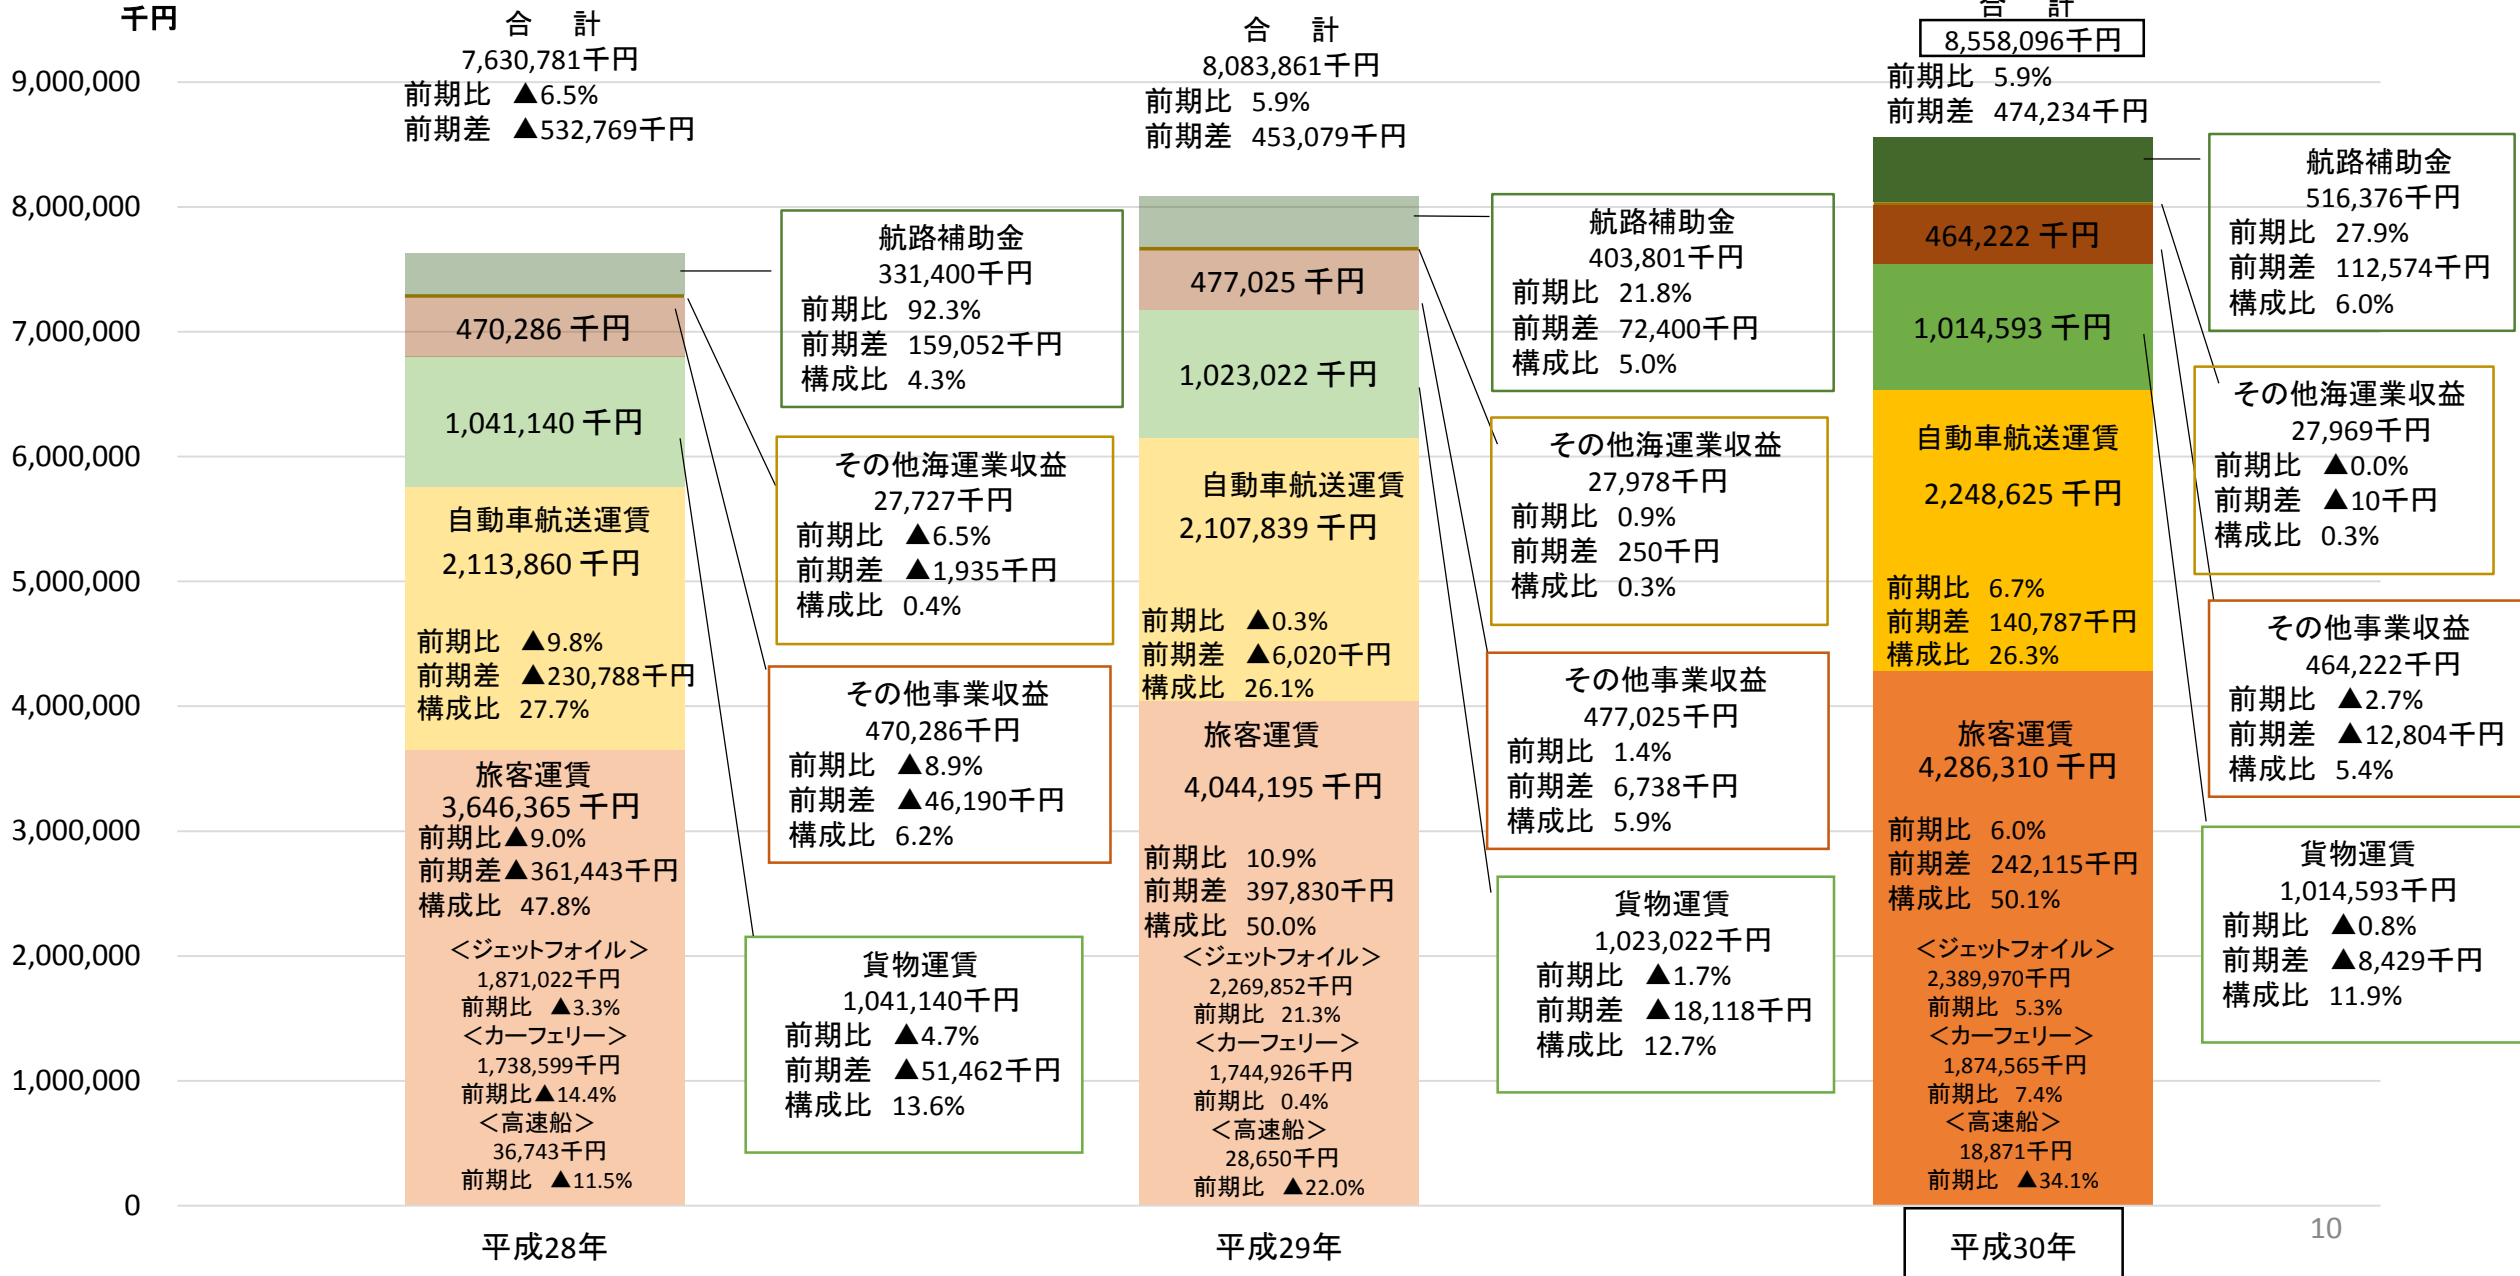 千円
9,000,000
8,000,000
7,000,000
6,000,000
5,000,000
4,000,000
3,000,000
2,000,000
1,000,000
0
合 計
7,630,781千円
前期比 ▲6.5%
前期差 ▲532,769千円
470,286 千円
1,041,140 千円
自動車航送運賃
2,113,860 千円
前期比 ▲9.8%
前期差 ▲230,788千円
構成比 27.7%
旅客運賃
3,646,365 千円
前期比▲9.0%
前期差▲361,443千円
構成比 47.8%
<ジェットフォイル>
1,871,022千円
前期比 ▲3.3%
<カーフェリー>
1,738,599千円
前期比▲14.4%
<高速船>
36,743千円
前期比 ▲11.5%
平成28年
航路補助金
331,400千円
前期比 92.3%
前期差 159,052千円
構成比 4.3%
その他海運業収益
27,727千円
前期比 ▲6.5%
前期差 ▲1,935千円
構成比 0.4%
その他事業収益
470,286千円
前期比 ▲8.9%
前期差 ▲46,190千円
構成比 6.2%
貨物運賃
1,041,140千円
前期比 ▲4.7%
前期差 ▲51,462千円
構成比 13.6%
合 計
8,083,861千円
前期比 5.9%
前期差 453,079千円
477,025 千円
1,023,022 千円
自動車航送運賃
2,107,839 千円
前期比 ▲0.3%
前期差 ▲6,020千円
構成比 26.1%
旅客運賃
4,044,195 千円
前期比 10.9%
前期差 397,830千円
構成比 50.0%
<ジェットフォイル>
2,269,852千円
前期比 21.3%
<カーフェリー>
1,744,926千円
前期比 0.4%
<高速船>
28,650千円
前期比 ▲22.0%
平成29年
航路補助金
403,801千円
前期比 21.8%
前期差 72,400千円
構成比 5.0%
その他海運業収益
27,978千円
前期比 0.9%
前期差 250千円
構成比 0.3%
その他事業収益
477,025千円
前期比 1.4%
前期差 6,738千円
構成比 5.9%
貨物運賃
1,023,022千円
前期比 ▲1.7%
前期差 ▲18,118千円
構成比 12.7%
合 計
8,558,096千円
前期比 5.9%
前期差 474,234千円
464,222 千円
1,014,593 千円
自動車航送運賃
2,248,625 千円
前期比 6.7%
前期差 140,787千円
構成比 26.3%
旅客運賃
4,286,310 千円
前期比 6.0%
前期差 242,115千円
構成比 50.1%
<ジェットフォイル>
2,389,970千円
前期比 5.3%
<カーフェリー>
1,874,565千円
前期比 7.4%
<高速船>
18,871千円
前期比 ▲34.1%
平成30年
航路補助金
516,376千円
前期比 27.9%
前期差 112,574千円
構成比 6.0%
その他海運業収益
27,969千円
前期比 ▲0.0%
前期差 ▲10千円
構成比 0.3%
その他事業収益
464,222千円
前期比 ▲2.7%
前期差 ▲12,804千円
構成比 5.4%
貨物運賃
1,014,593千円
前期比 ▲0.8%
前期差 ▲8,429千円
構成比 11.9%
10